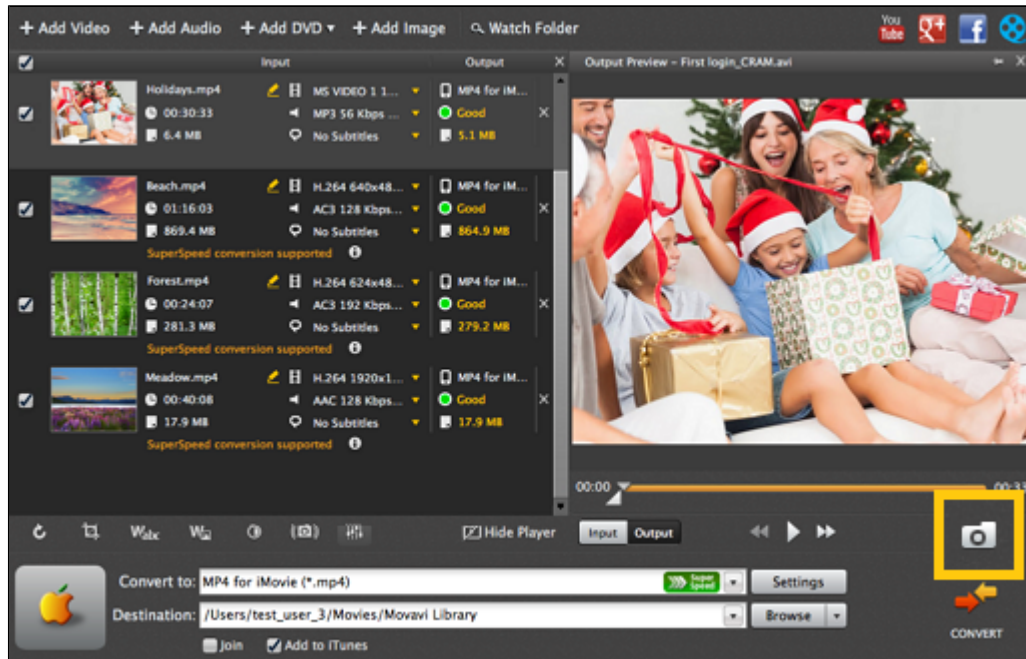 + Add Video + Add Audio + Add DVD ▾ + Add Image Watch Folder You Tube g+ f
Input Output X Output Preview - First login_CRAM.avi X
Holidays.mp4 MS VIDEO 1 1... MP4 for iM...
00:30:33 MP3 56 Kbps ... Good X
6.4 MB No Subtitles 5.1 MB
Beach.mp4 H.264 640x48... MP4 for iM...
01:16:03 AC3 128 Kbps... Good X
869.4 MB No Subtitles 864.9 MB
SuperSpeed conversion supported
Forest.mp4 H.264 624x48... MP4 for iM...
00:24:07 AC3 192 Kbps... Good X
281.3 MB No Subtitles 279.2 MB
SuperSpeed conversion supported
Meadow.mp4 H.264 1920x1... MP4 for iM...
00:40:08 AAC 128 Kbps... Good X
17.9 MB No Subtitles 17.9 MB
SuperSpeed conversion supported
00:00 00:33
Wabx W Hide Player Input Output
Convert to: MP4 for iMovie (*.mp4) Super Speed Settings
Destination: /Users/test_user_3/Movies/Movavi Library Browse
Join Add to iTunes CONVERT